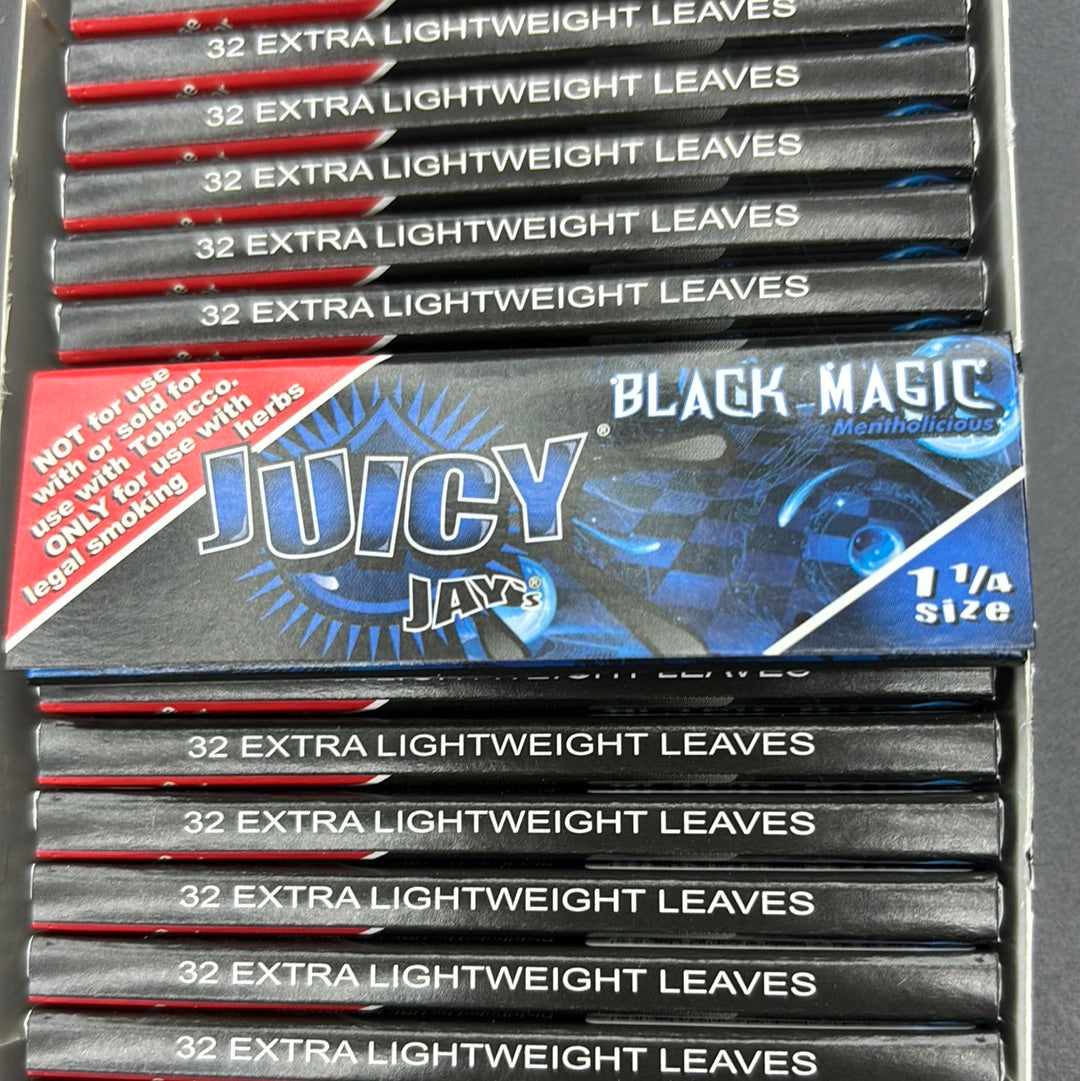 32 EXTRA LIGHTWEIGHT LEAVES
32 EXTRA LIGHTWEIGHT LEAVES
32 EXTRA LIGHTWEIGHT LEAVES
32 EXTRA LIGHTWEIGHT LEAVES
32 EXTRA LIGHTWEIGHT LEAVES
NOT for use
with or sold for
use with Tobacco.
ONLY for use with
legal smoking herbs
BLACK MAGIC
Mentholicious
JUICY®
JAY's®
1 1/4
size
LIGHTWEIGHT LEAVES
32 EXTRA LIGHTWEIGHT LEAVES
32 EXTRA LIGHTWEIGHT LEAVES
32 EXTRA LIGHTWEIGHT LEAVES
32 EXTRA LIGHTWEIGHT LEAVES
32 EXTRA LIGHTWEIGHT LEAVES